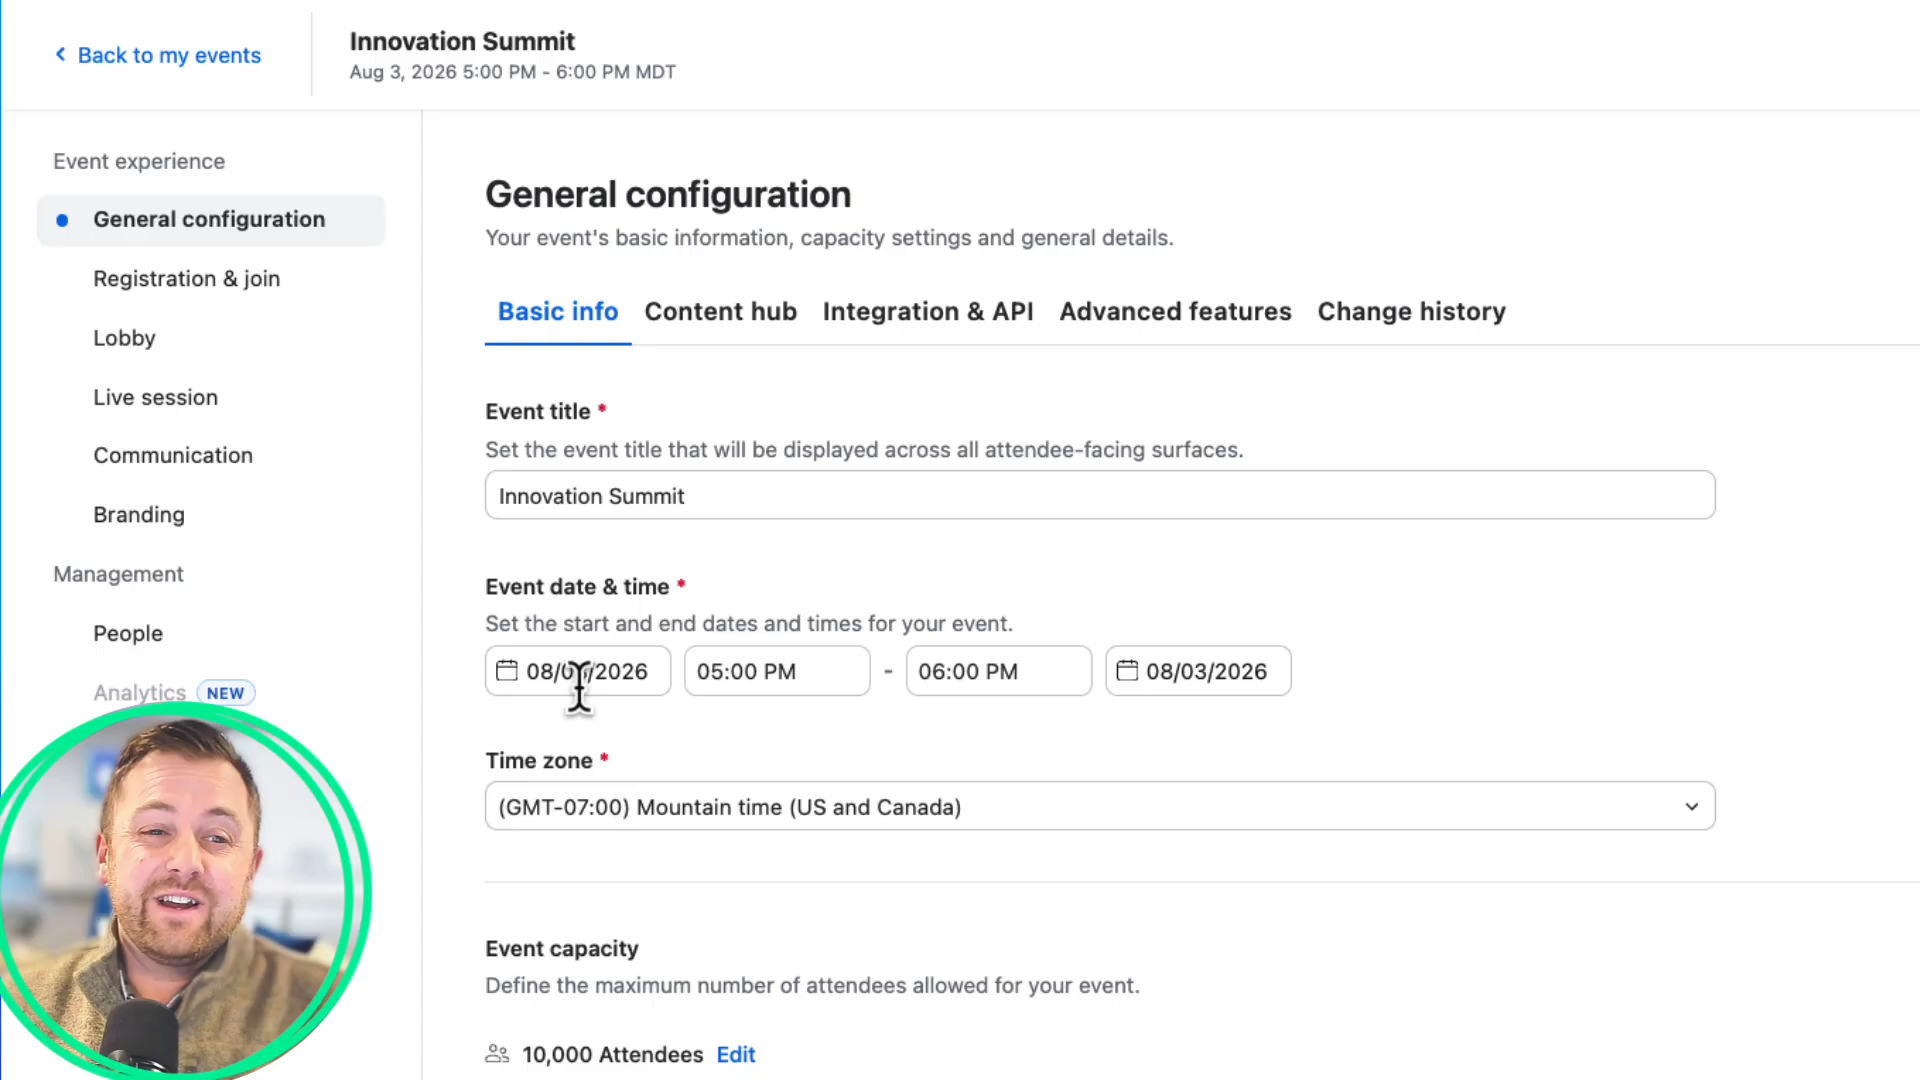 Back to my events
Innovation Summit
Aug 3, 2026 5:00 PM - 6:00 PM MDT
Event experience
General configuration
Registration & join
Lobby
Live session
Communication
Branding
Management
People
Analytics NEW
General configuration
Your event's basic information, capacity settings and general details.
Basic info Content hub Integration & API Advanced features Change history
Event title *
Set the event title that will be displayed across all attendee-facing surfaces.
Innovation Summit
Event date & time *
Set the start and end dates and times for your event.
08/03/2026 05:00 PM - 06:00 PM 08/03/2026
Time zone *
(GMT-07:00) Mountain time (US and Canada)
Event capacity
Define the maximum number of attendees allowed for your event.
10,000 Attendees Edit